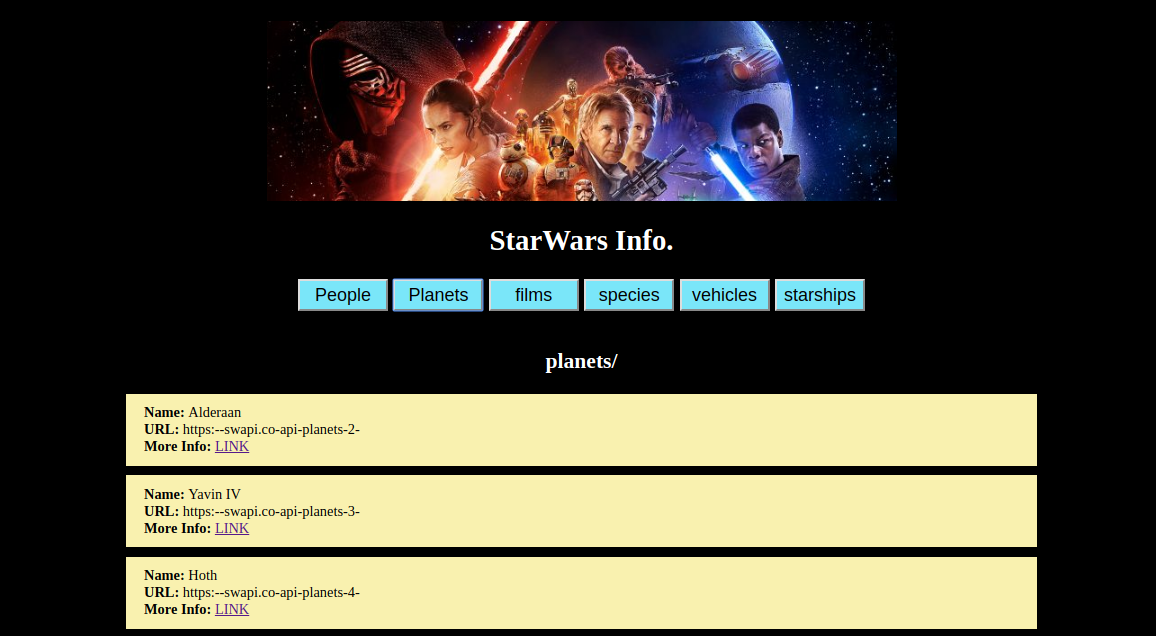 StarWars Info.
People Planets films species vehicles starships
planets/
Name: Alderaan
URL: https:--swapi.co-api-planets-2-
More Info: LINK
Name: Yavin IV
URL: https:--swapi.co-api-planets-3-
More Info: LINK
Name: Hoth
URL: https:--swapi.co-api-planets-4-
More Info: LINK